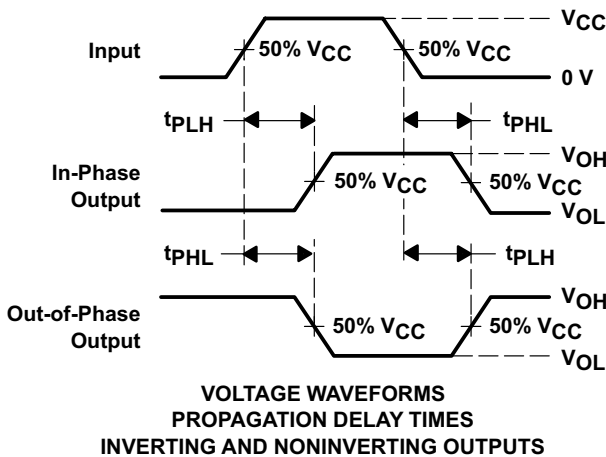 VCC
Input
50% VCC
50% VCC
0 V
tPLH
tPHL
VOH
In-Phase
Output
50% VCC
50% VCC
VOL
tPHL
tPLH
VOH
Out-of-Phase
Output
50% VCC
50% VCC
VOL
VOLTAGE WAVEFORMS
PROPAGATION DELAY TIMES
INVERTING AND NONINVERTING OUTPUTS